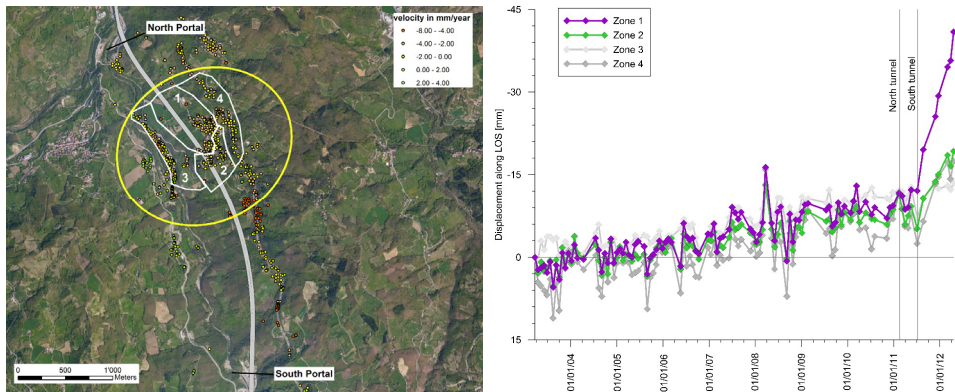 North Portal
velocity in mm/year
-8.00 - -4.00
-4.00 - -2.00
-2.00 - 0.00
0.00 - 2.00
2.00 - 4.00
1
4
2
3
0 500 1'000
Meters
South Portal
-45
-30
-15
0
15
Displacement along LOS [mm]
Zone 1
Zone 2
Zone 3
Zone 4
North tunnel
South tunnel
01/01/04
01/01/05
01/01/06
01/01/07
01/01/08
01/01/09
01/01/10
01/01/11
01/01/12